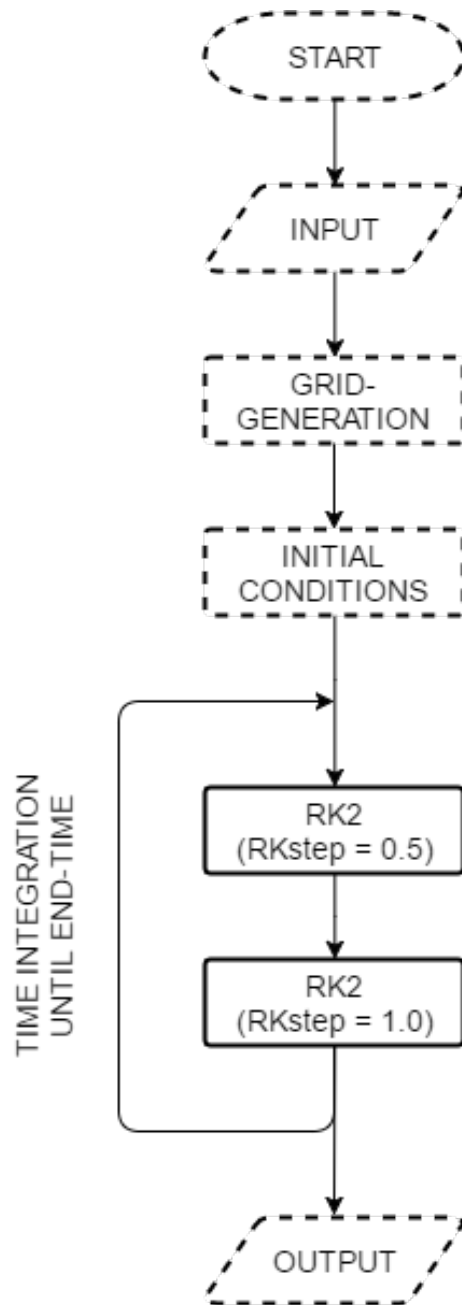 START
INPUT
GRID-
GENERATION
INITIAL
CONDITIONS
TIME INTEGRATION
UNTIL END-TIME
RK2
(RKstep = 0.5)
RK2
(RKstep = 1.0)
OUTPUT